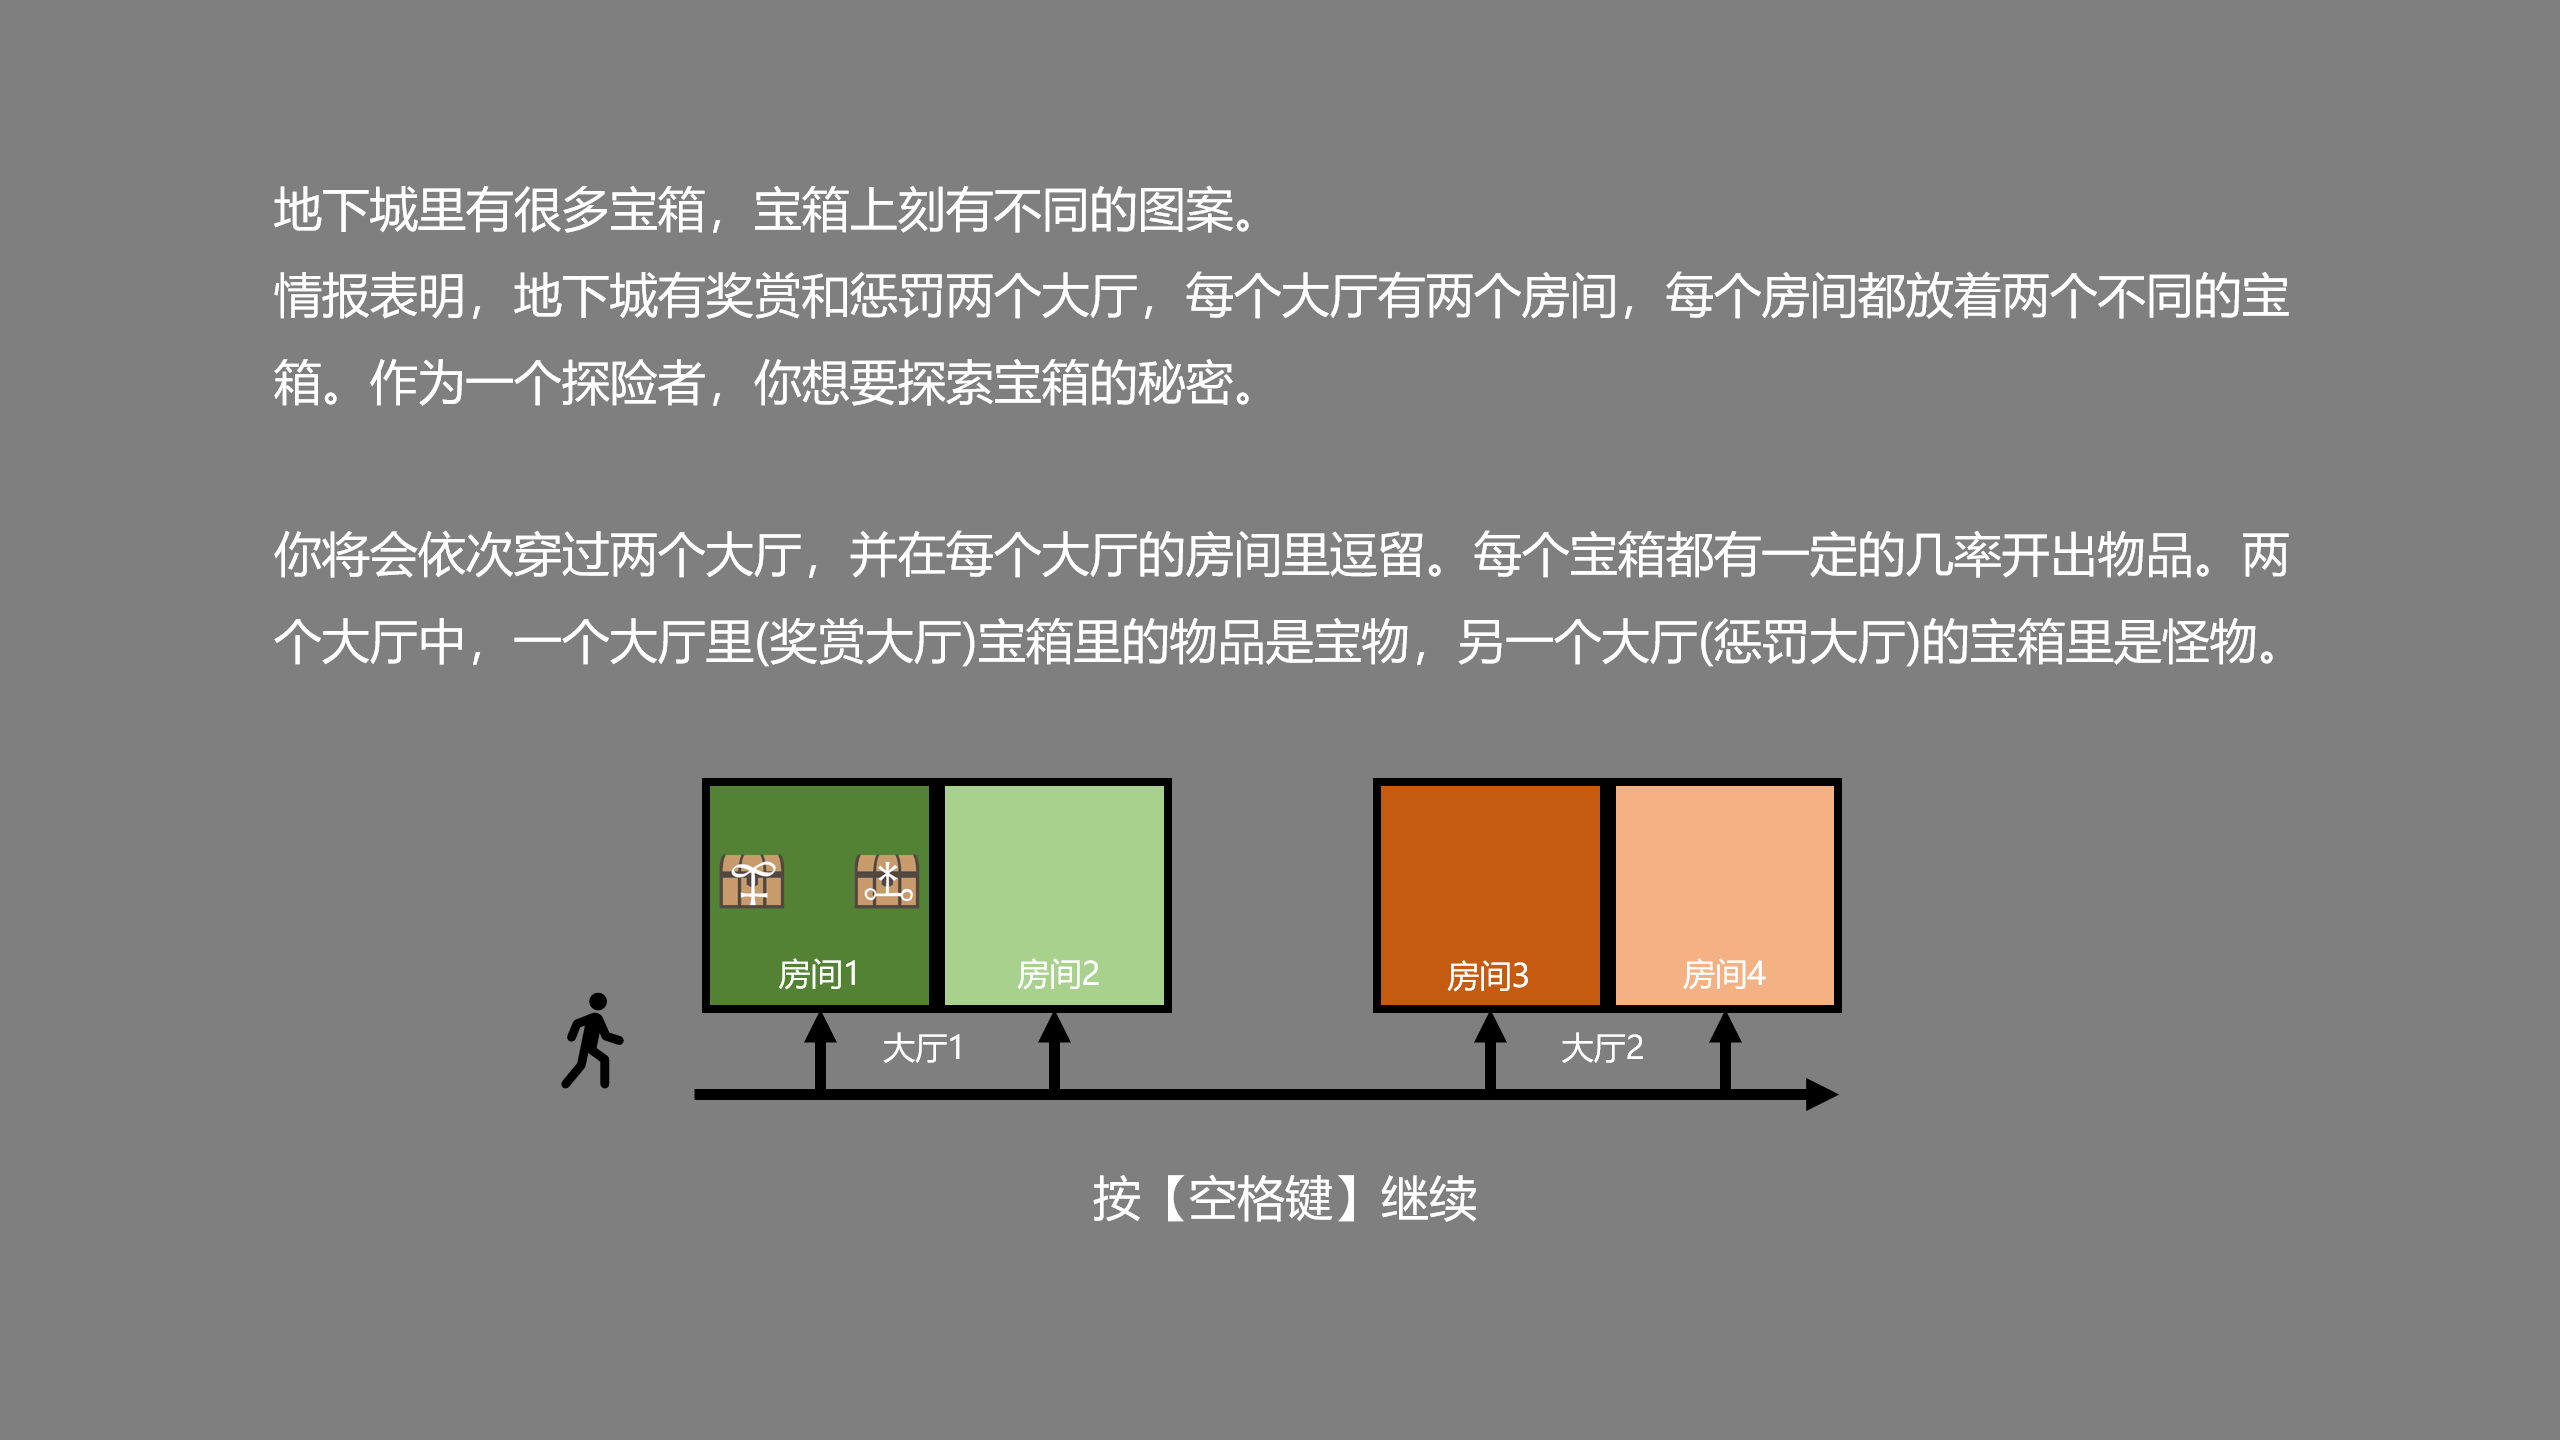 地下城里有很多宝箱，宝箱上刻有不同的图案。
情报表明，地下城有奖赏和惩罚两个大厅，每个大厅有两个房间，每个房间都放着两个不同的宝
箱。作为一个探险者，你想要探索宝箱的秘密。
你将会依次穿过两个大厅，并在每个大厅的房间里逗留。每个宝箱都有一定的几率开出物品。两
个大厅中，一个大厅里(奖赏大厅)宝箱里的物品是宝物，另一个大厅(惩罚大厅)的宝箱里是怪物。
房间1
房间2
房间3
房间4
大厅1
大厅2
按【空格键】继续